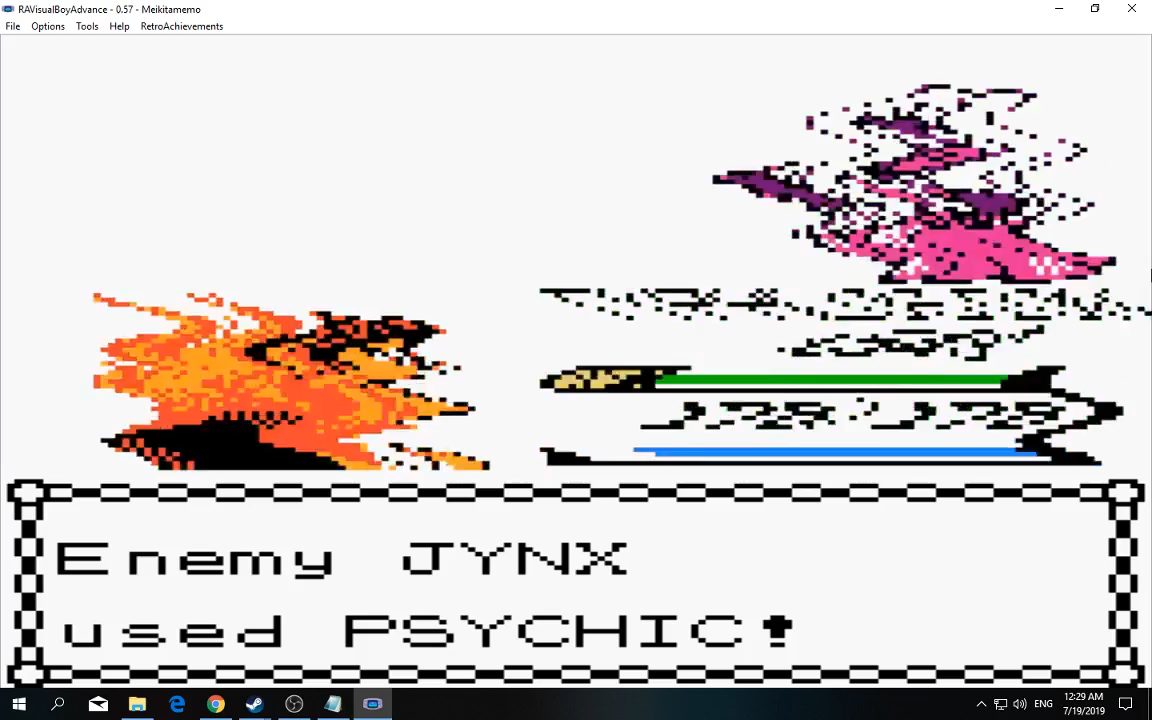 RAVisualBoyAdvance - 0.57 - Meikitamemo
File Options Tools Help RetroAchievements
Enemy JYNX
used PSYCHIC!
ENG
12:29 AM
7/19/2019